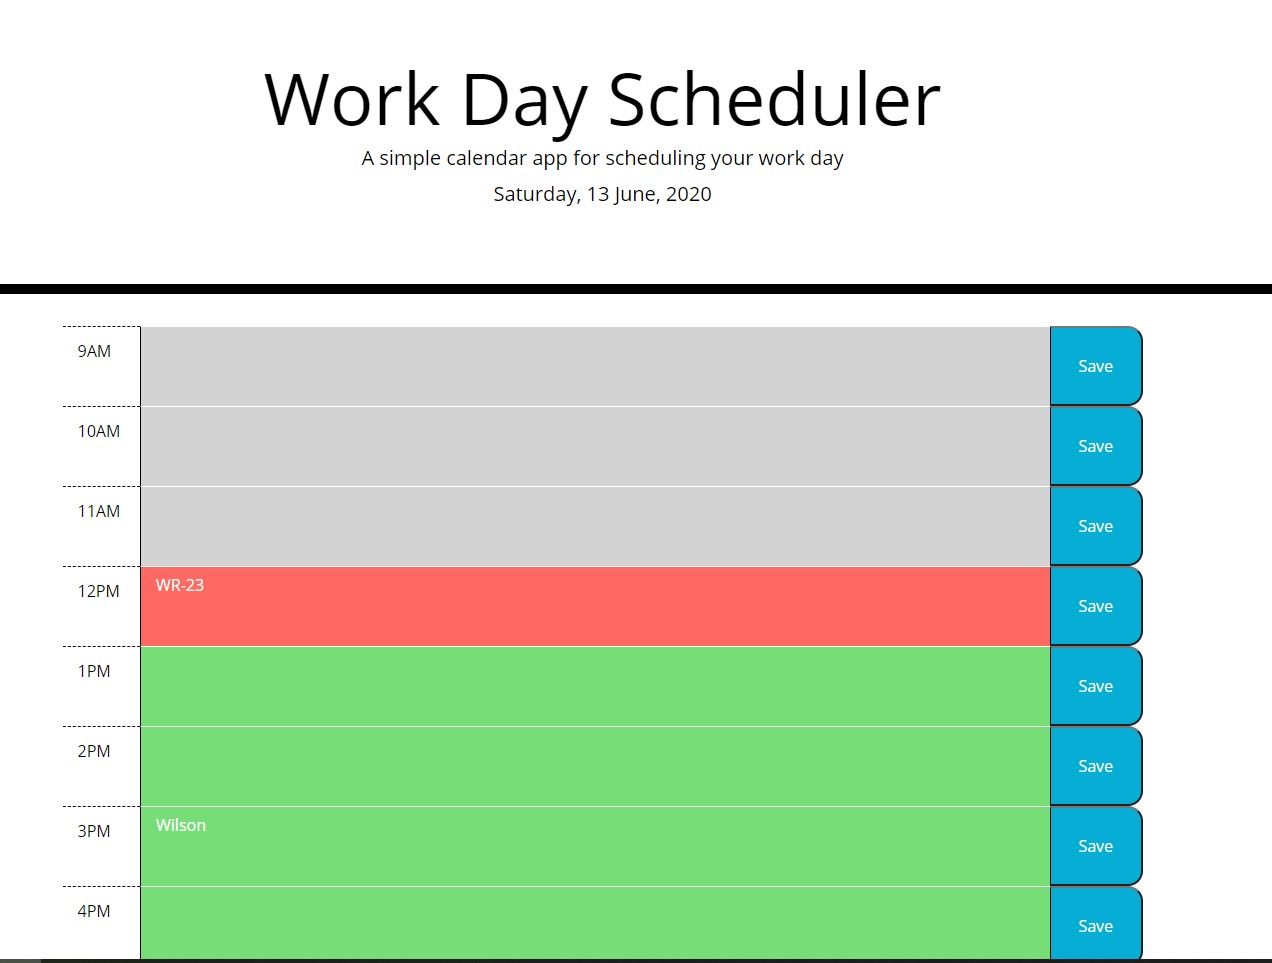 Work Day Scheduler
A simple calendar app for scheduling your work day
Saturday, 13 June, 2020
9AM
Save
10AM
Save
11AM
Save
12PM
WR-23
Save
1PM
Save
2PM
Save
3PM
Wilson
Save
4PM
Save